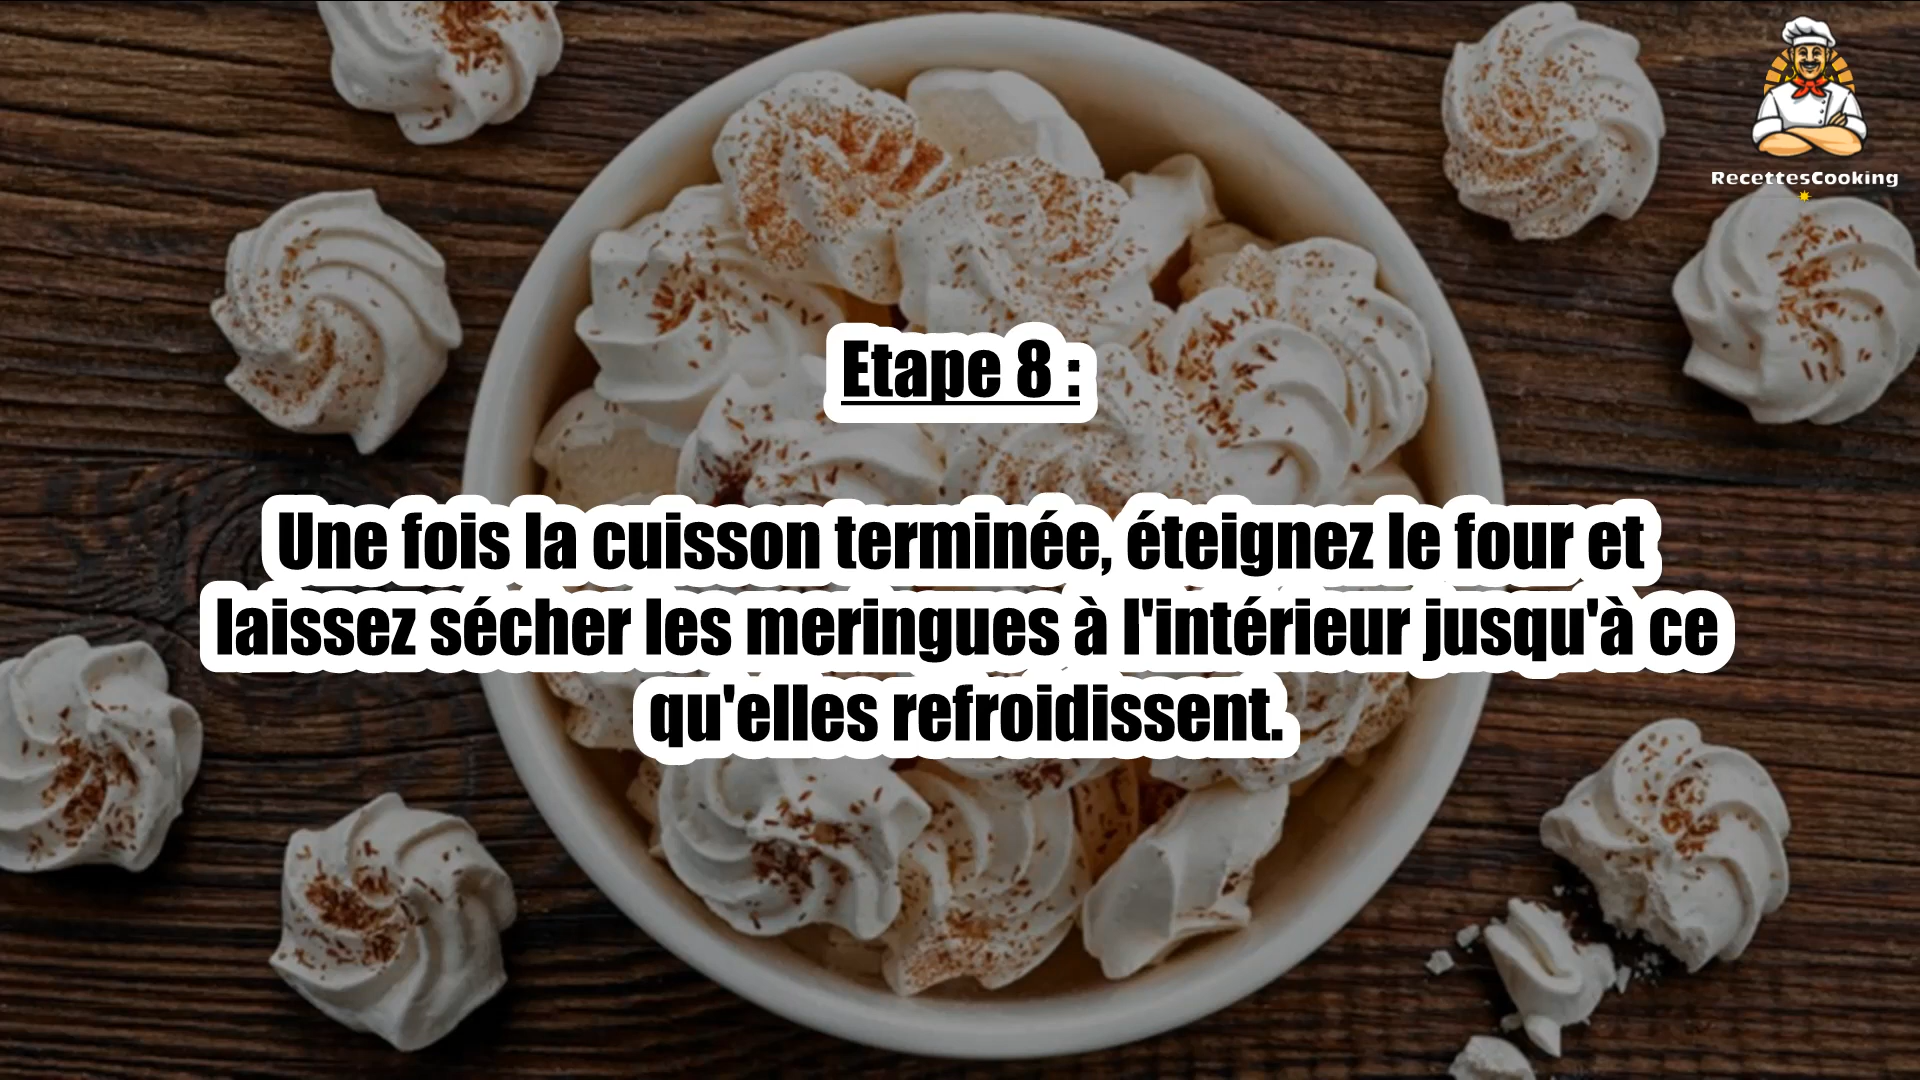 RecettesCooking
Etape 8 :
Une fois la cuisson terminée, éteignez le four et
laissez sécher les meringues à l'intérieur jusqu'à ce
qu'elles refroidissent.